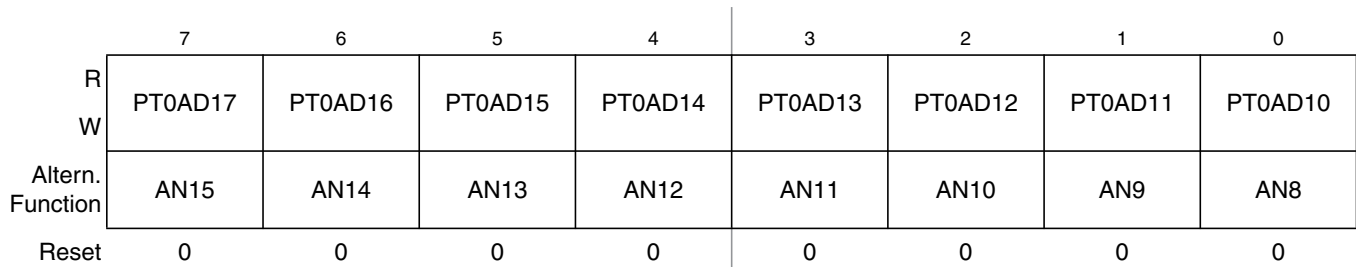 7 6 5 4 3 2 1 0
R
W
PT0AD17 PT0AD16 PT0AD15 PT0AD14 PT0AD13 PT0AD12 PT0AD11 PT0AD10
Altern.
Function
AN15 AN14 AN13 AN12 AN11 AN10 AN9 AN8
Reset 0 0 0 0 0 0 0 0